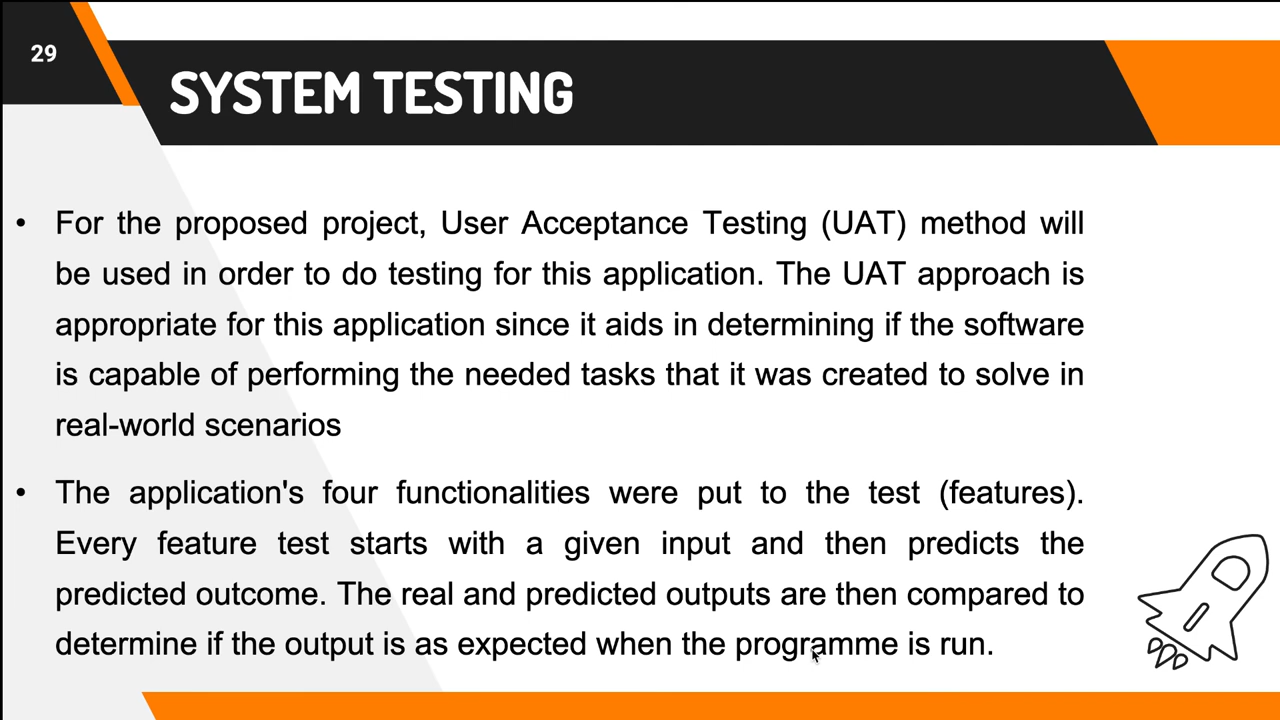 29
SYSTEM TESTING
• For the proposed project, User Acceptance Testing (UAT) method will
be used in order to do testing for this application. The UAT approach is
appropriate for this application since it aids in determining if the software
is capable of performing the needed tasks that it was created to solve in
real-world scenarios
• The application's four functionalities were put to the test (features).
Every feature test starts with a given input and then predicts the
predicted outcome. The real and predicted outputs are then compared to
determine if the output is as expected when the programme is run.